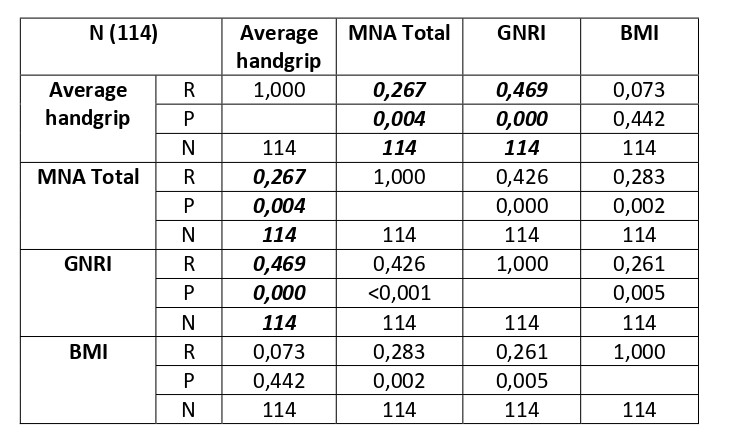 N (114) Average handgrip MNA Total GNRI BMI
Average handgrip R 1,000 0,267 0,469 0,073
P 0,004 0,000 0,442
N 114 114 114 114
MNA Total R 0,267 1,000 0,426 0,283
P 0,004 0,000 0,002
N 114 114 114 114
GNRI R 0,469 0,426 1,000 0,261
P 0,000 <0,001 0,005
N 114 114 114 114
BMI R 0,073 0,283 0,261 1,000
P 0,442 0,002 0,005
N 114 114 114 114